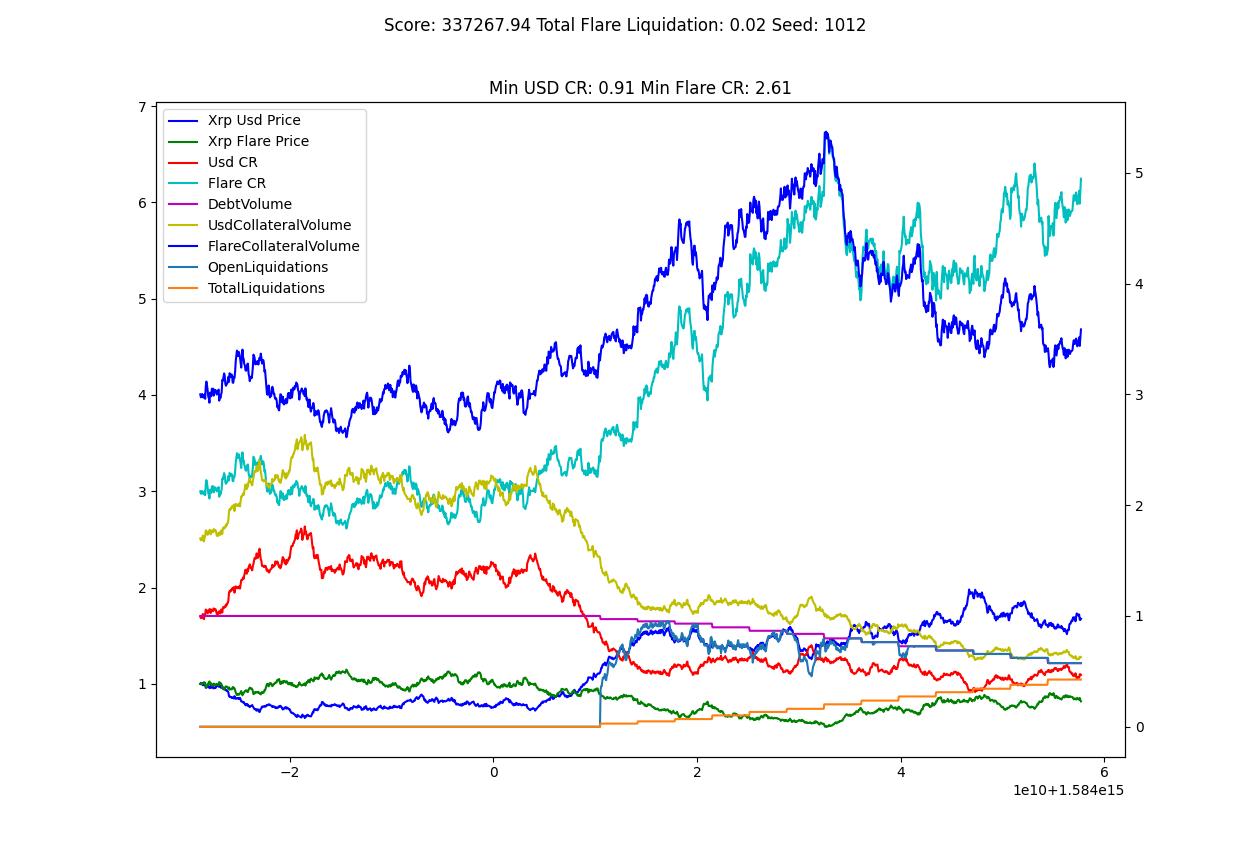 Score: 337267.94 Total Flare Liquidation: 0.02 Seed: 1012
Min USD CR: 0.91 Min Flare CR: 2.61
Xrp Usd Price
Xrp Flare Price
Usd CR
Flare CR
DebtVolume
UsdCollateralVolume
FlareCollateralVolume
OpenLiquidations
TotalLiquidations
7
6
5
4
3
2
1
5
4
3
2
1
0
−2
0
2
4
6
1e10+1.584e15